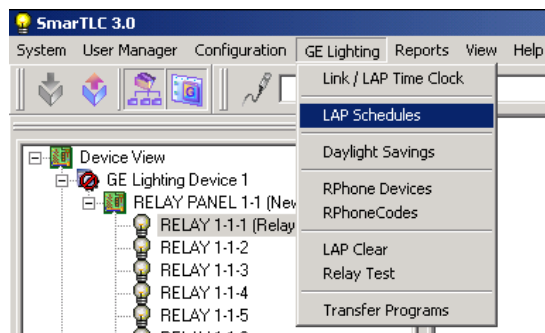 SmarTLC 3.0
System User Manager Configuration GE Lighting Reports View Help
Link / LAP Time Clock
LAP Schedules
Daylight Savings
RPhone Devices
RPhoneCodes
LAP Clear
Relay Test
Transfer Programs
Device View
GE Lighting Device 1
RELAY PANEL 1-1 (New
RELAY 1-1-1 (Relay
RELAY 1-1-2
RELAY 1-1-3
RELAY 1-1-4
RELAY 1-1-5